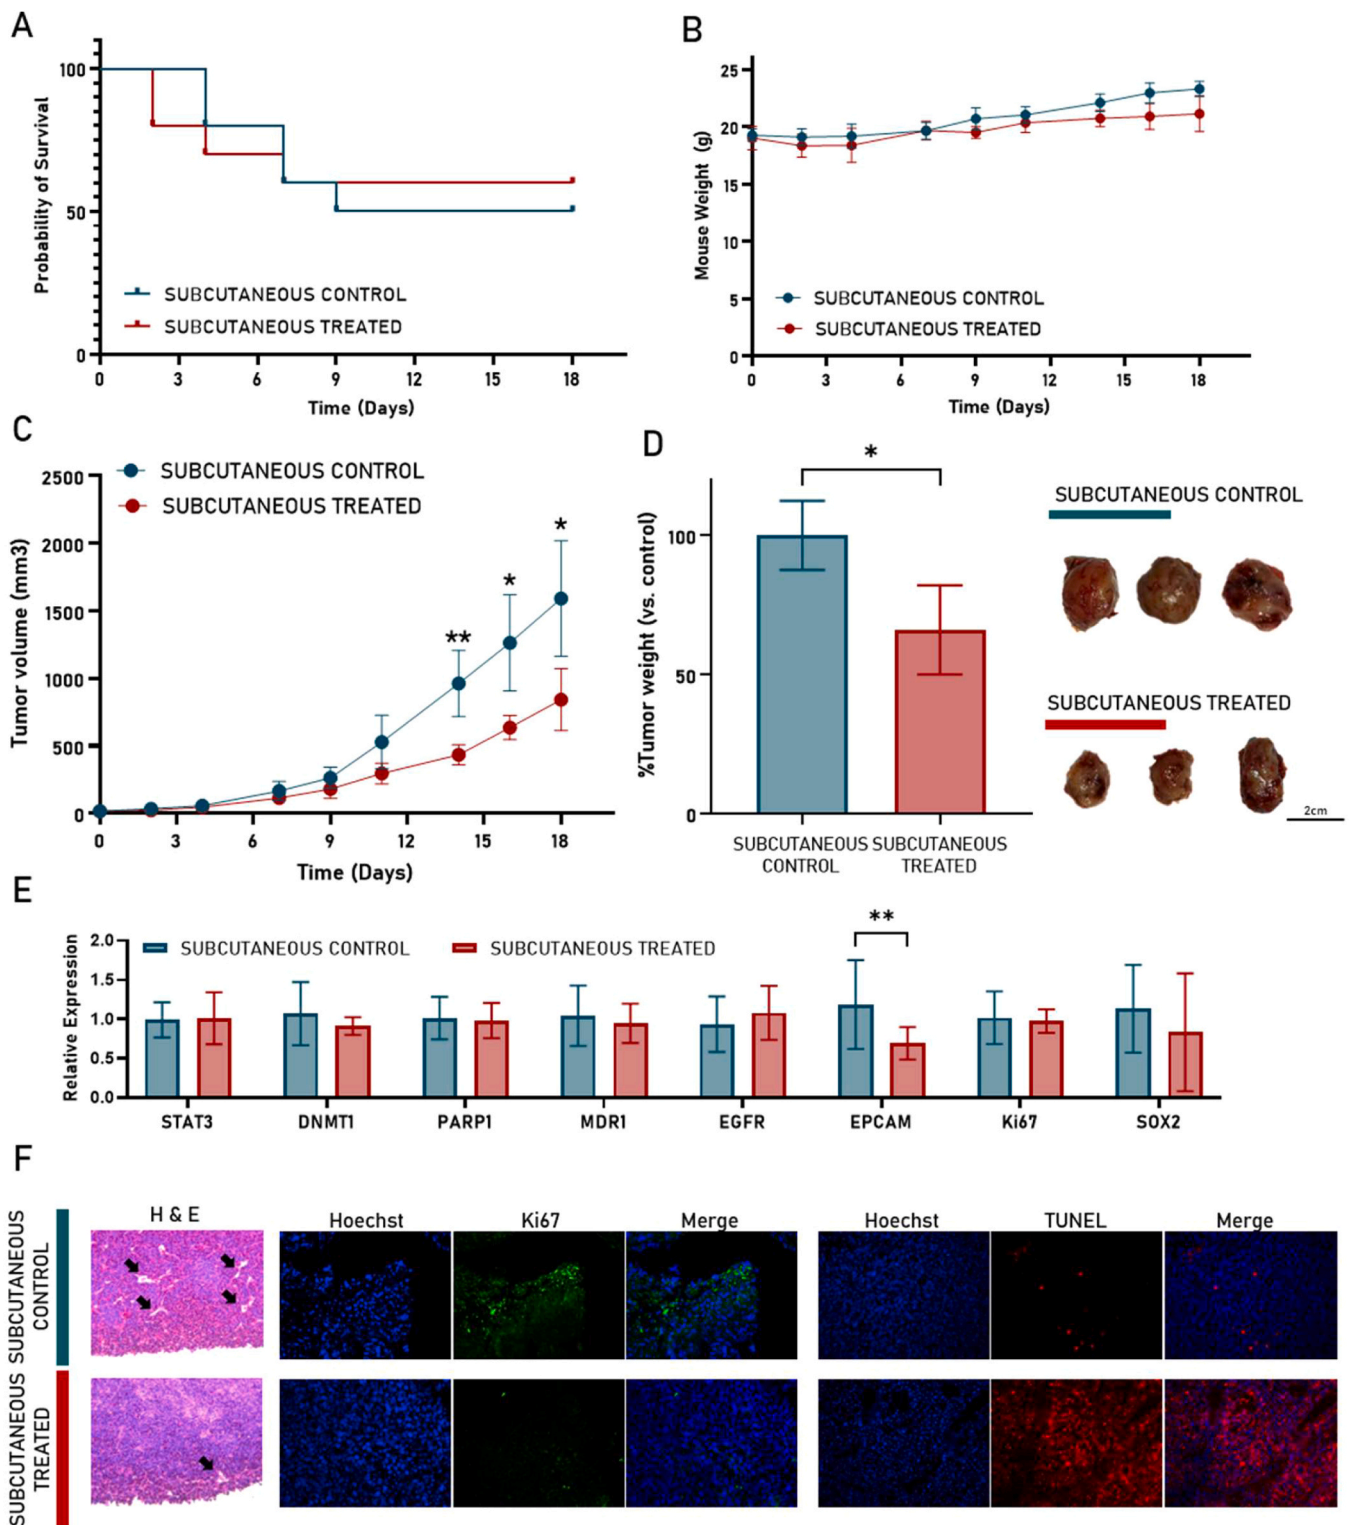 A
100
50
0
Probability of Survival
SUBCUTANEOUS CONTROL
SUBCUTANEOUS TREATED
0 3 6 9 12 15 18
Time (Days)
B
25
20
15
10
5
0
Mouse Weight (g)
SUBCUTANEOUS CONTROL
SUBCUTANEOUS TREATED
0 3 6 9 12 15 18
Time (Days)
C
2500
2000
1500
1000
500
0
Tumor volume (mm3)
SUBCUTANEOUS CONTROL
SUBCUTANEOUS TREATED
**
*
*
0 3 6 9 12 15 18
Time (Days)
D
*
100
50
0
%Tumor weight (vs. control)
SUBCUTANEOUS
CONTROL
SUBCUTANEOUS
TREATED
SUBCUTANEOUS CONTROL
SUBCUTANEOUS TREATED
2cm
E
2.0
1.5
1.0
0.5
0.0
Relative Expression
SUBCUTANEOUS CONTROL
SUBCUTANEOUS TREATED
**
STAT3 DNMT1 PARP1 MDR1 EGFR EPCAM Ki67 SOX2
F
H & E Hoechst Ki67 Merge Hoechst TUNEL Merge
SUBCUTANEOUS
CONTROL
SUBCUTANEOUS
TREATED